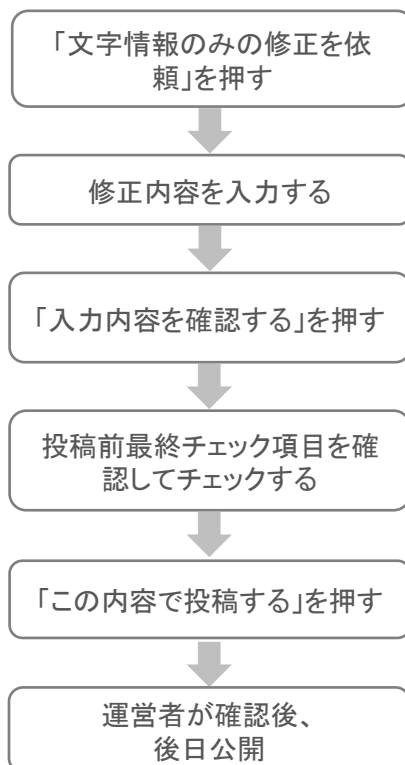 「文字情報のみの修正を依
頼」を押す
修正内容を入力する
「入力内容を確認する」を押す
投稿前最終チェック項目を確
認してチェックする
「この内容で投稿する」を押す
運営者が確認後、
後日公開